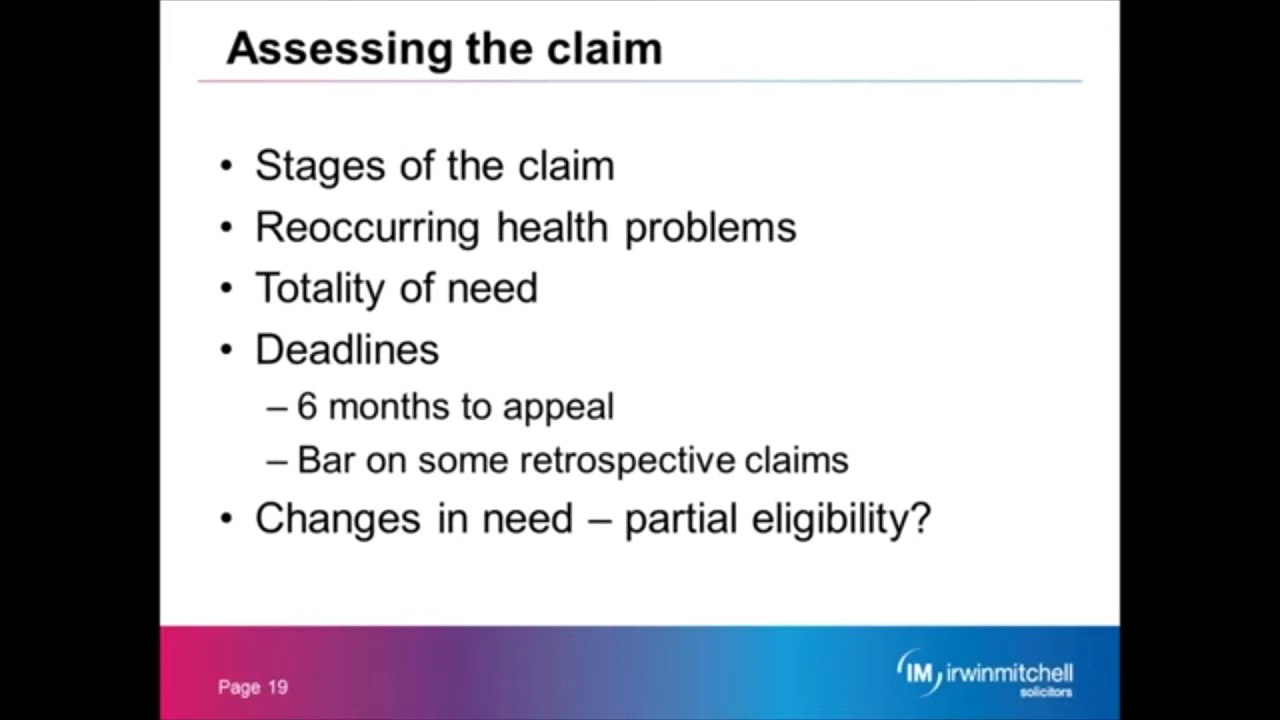 Assessing the claim
• Stages of the claim
• Reoccurring health problems
• Totality of need
• Deadlines
– 6 months to appeal
– Bar on some retrospective claims
• Changes in need – partial eligibility?
Page 19
IM irwinmitchell
solicitors